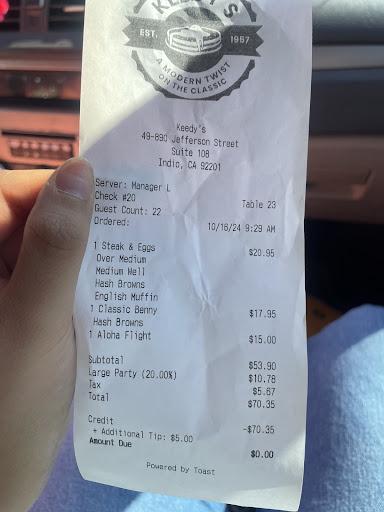 KEEDY'S
EST. 1957
A MODERN TWIST
ON THE CLASSIC
Keedy's
49-890 Jefferson Street
Suite 108
Indio, CA 92201
Server: Manager L
Check #20 Table 23
Guest Count: 22
Ordered: 10/16/24 9:29 AM
1 Steak & Eggs $20.95
Over Medium
Medium Well
Hash Browns
English Muffin
1 Classic Benny $17.95
Hash Browns
1 Aloha Flight $15.00
Subtotal $53.90
Large Party (20.00%) $10.78
Tax $5.67
Total $70.35
Credit -$70.35
+ Additional Tip: $5.00
Amount Due $0.00
Powered by Toast